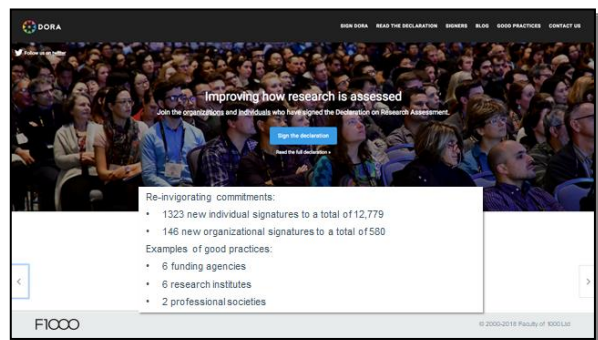 DORA
SIGN DORA READ THE DECLARATION SIGNERS BLOG GOOD PRACTICES CONTACT US
Follow us on twitter
Improving how research is assessed
Join the organizations and individuals who have signed the Declaration on Research Assessment.
Sign the declaration
Read the full declaration »
Re-invigorating commitments:
• 1323 new individual signatures to a total of 12,779
• 146 new organizational signatures to a total of 580
Examples of good practices:
• 6 funding agencies
• 6 research institutes
• 2 professional societies
F1000
© 2000-2018 Faculty of 1000 Ltd